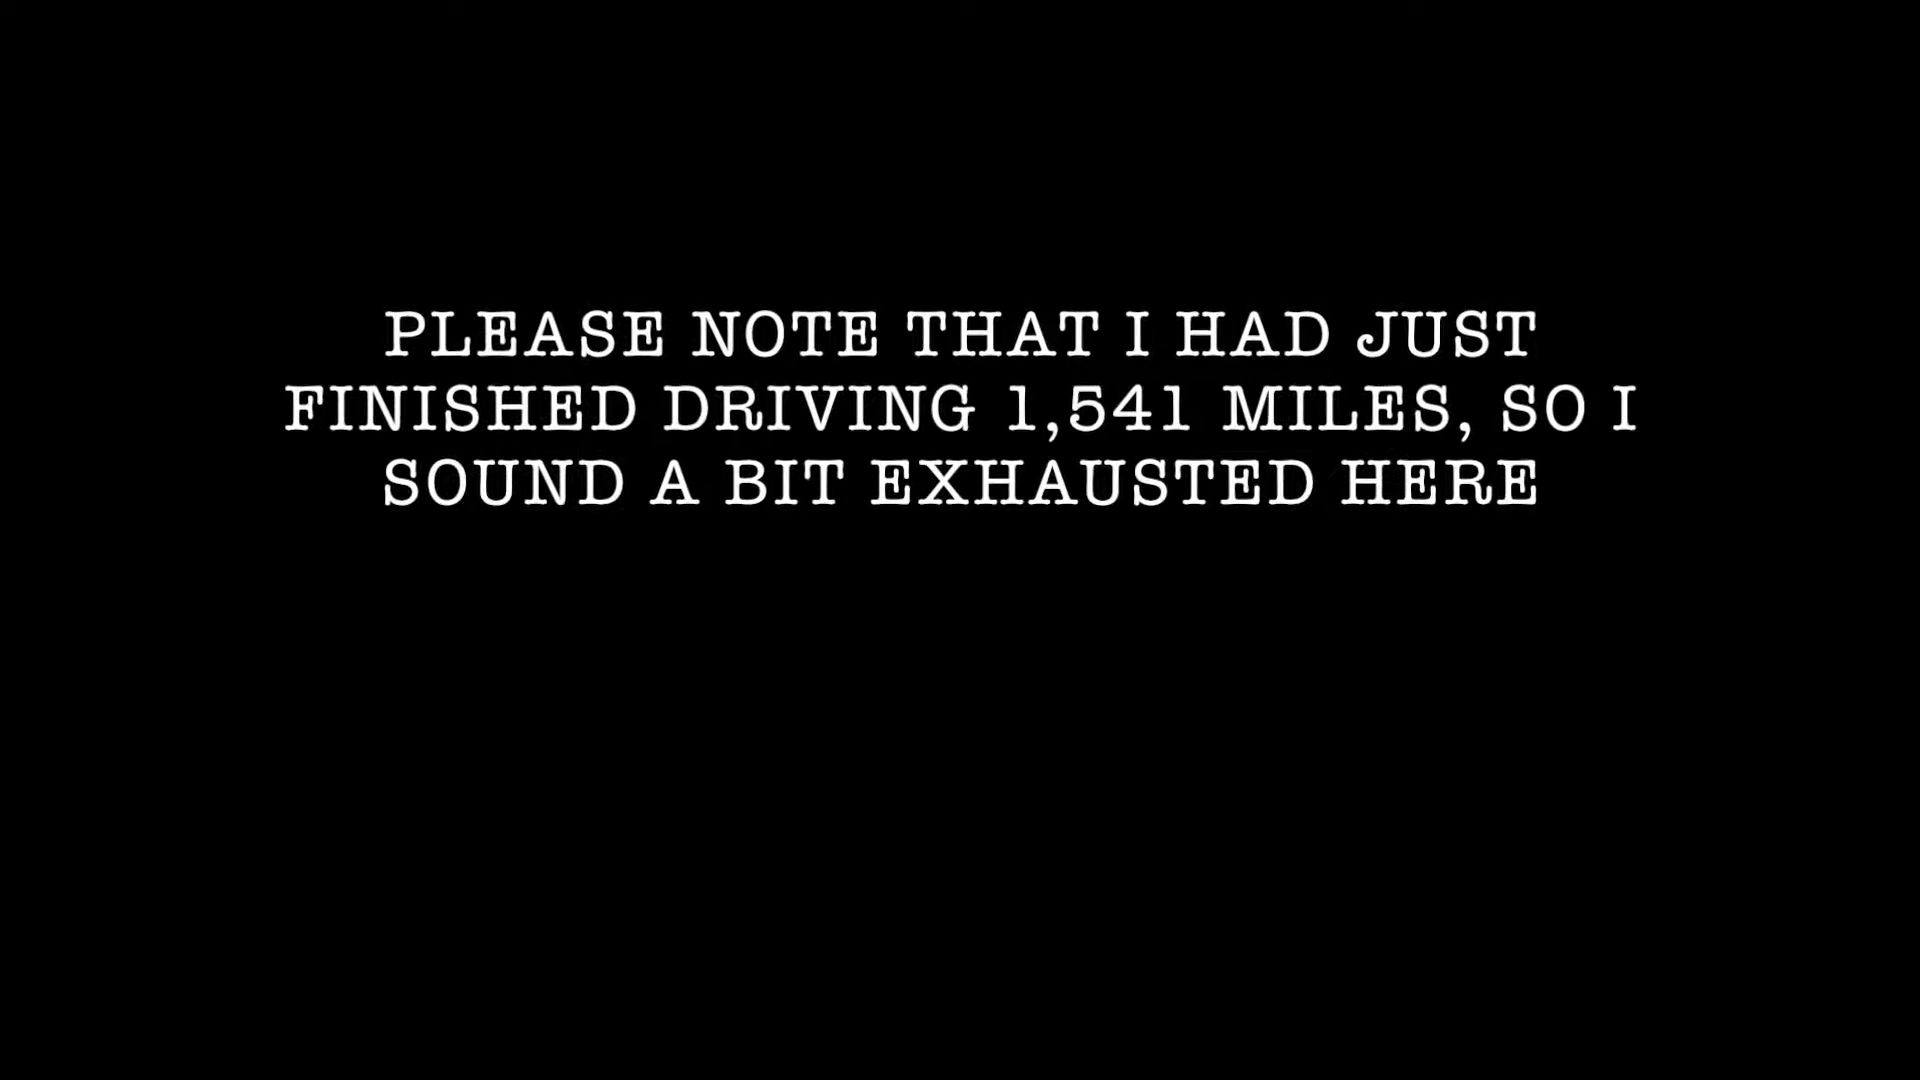 PLEASE NOTE THAT I HAD JUST
FINISHED DRIVING 1,541 MILES, SO I
SOUND A BIT EXHAUSTED HERE